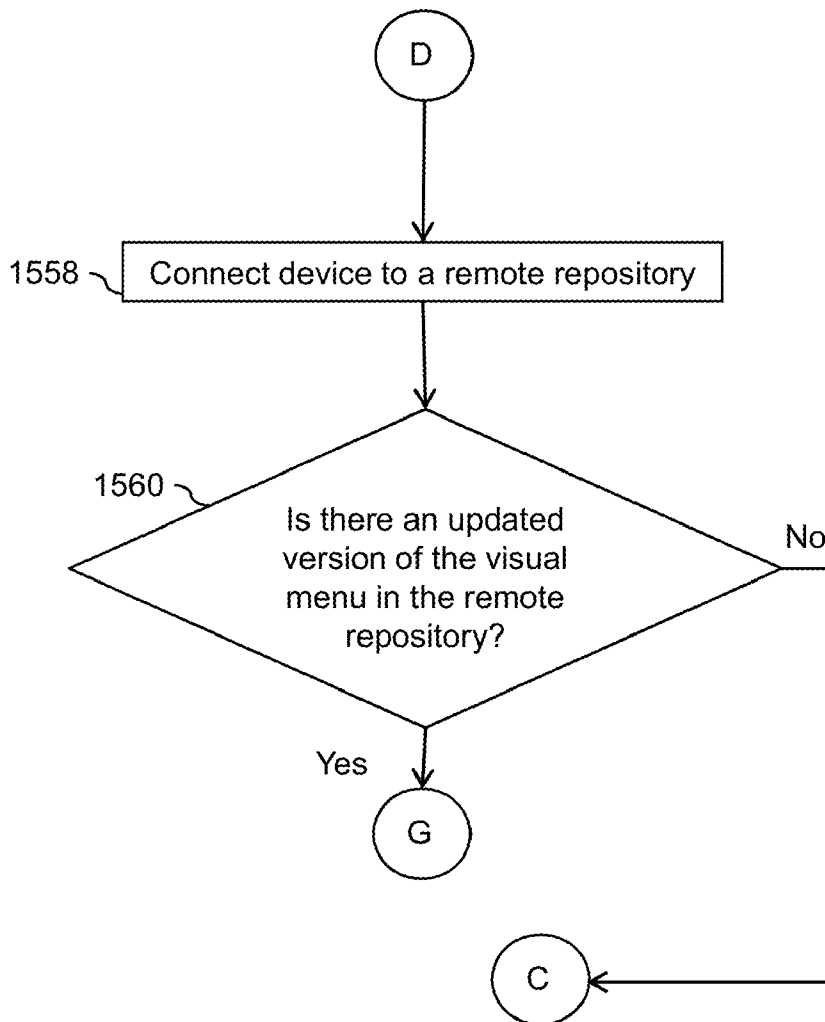 D
1558
Connect device to a remote repository
1560
Is there an updated
version of the visual
menu in the remote
repository?
No
Yes
G
C